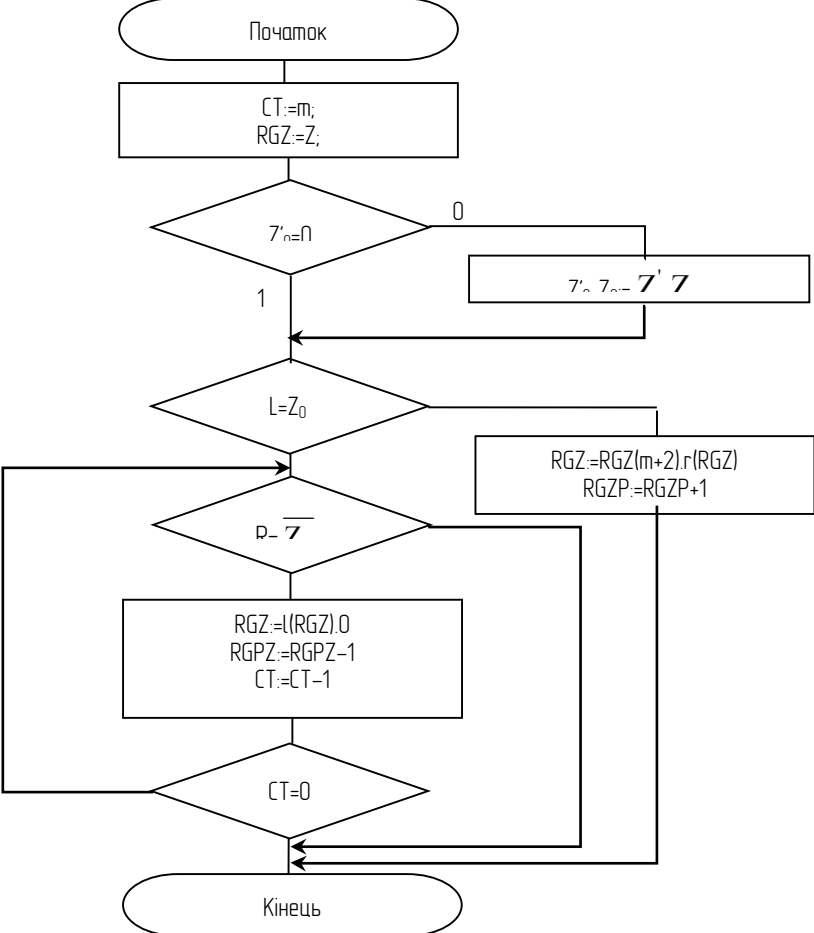 Початок
CT:=m;
RGZ:=Z;
0
1
L=Z₀
RGZ:=RGZ(m+2).r(RGZ)
RGZP:=RGZP+1
RGZ:=l(RGZ).0
RGPZ:=RGPZ-1
CT:=CT-1
CT=0
Кінець